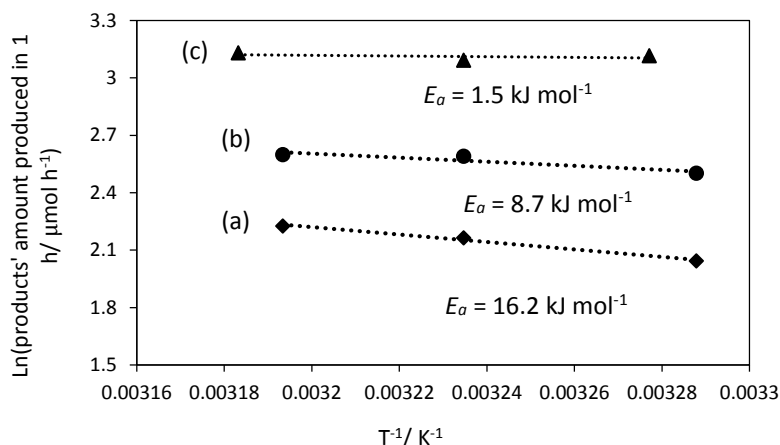 Ln(products' amount produced in 1
h/ μmol h⁻¹)
3.3
3
2.7
2.4
2.1
1.8
1.5
(c)
Eₐ = 1.5 kJ mol⁻¹
(b)
Eₐ = 8.7 kJ mol⁻¹
(a)
Eₐ = 16.2 kJ mol⁻¹
0.00316 0.00318 0.0032 0.00322 0.00324 0.00326 0.00328 0.0033
T⁻¹/ K⁻¹